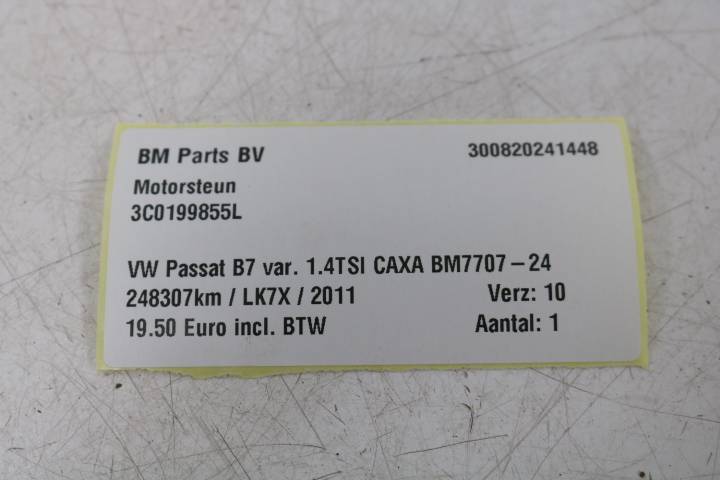 BM Parts BV 300820241448
Motorsteun
3C0199855L
VW Passat B7 var. 1.4TSI CAXA BM7707-24
248307km / LK7X / 2011 Verz: 10
19.50 Euro incl. BTW Aantal: 1